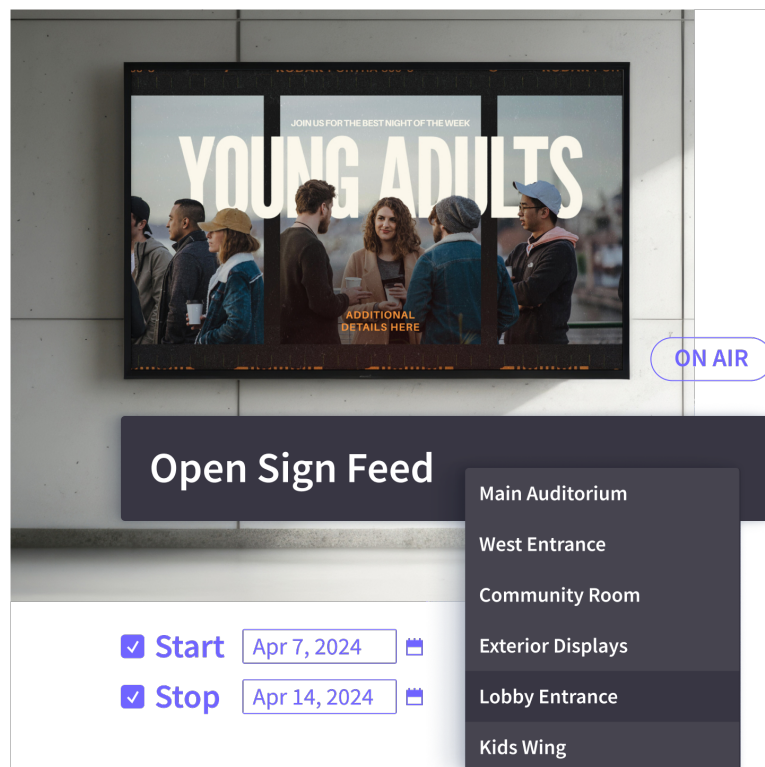 JOIN US FOR THE BEST NIGHT OF THE WEEK
YOUNG ADULTS
ADDITIONAL
DETAILS HERE
ON AIR
Open Sign Feed
Main Auditorium
West Entrance
Community Room
Exterior Displays
Lobby Entrance
Kids Wing
Start Apr 7, 2024
Stop Apr 14, 2024